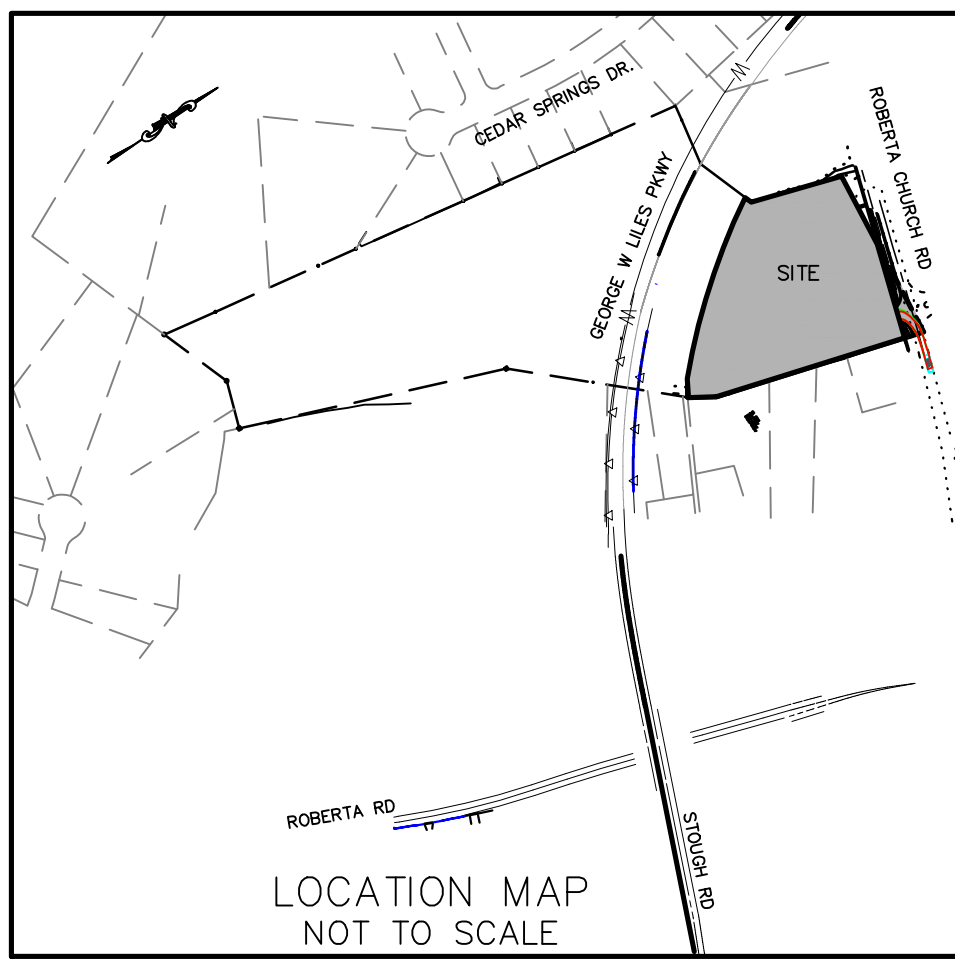 CEDAR SPRINGS DR.
ROBERTA CHURCH RD
GEORGE W LILES PKWY
SITE
ROBERTA RD
STOUGH RD
LOCATION MAP
NOT TO SCALE